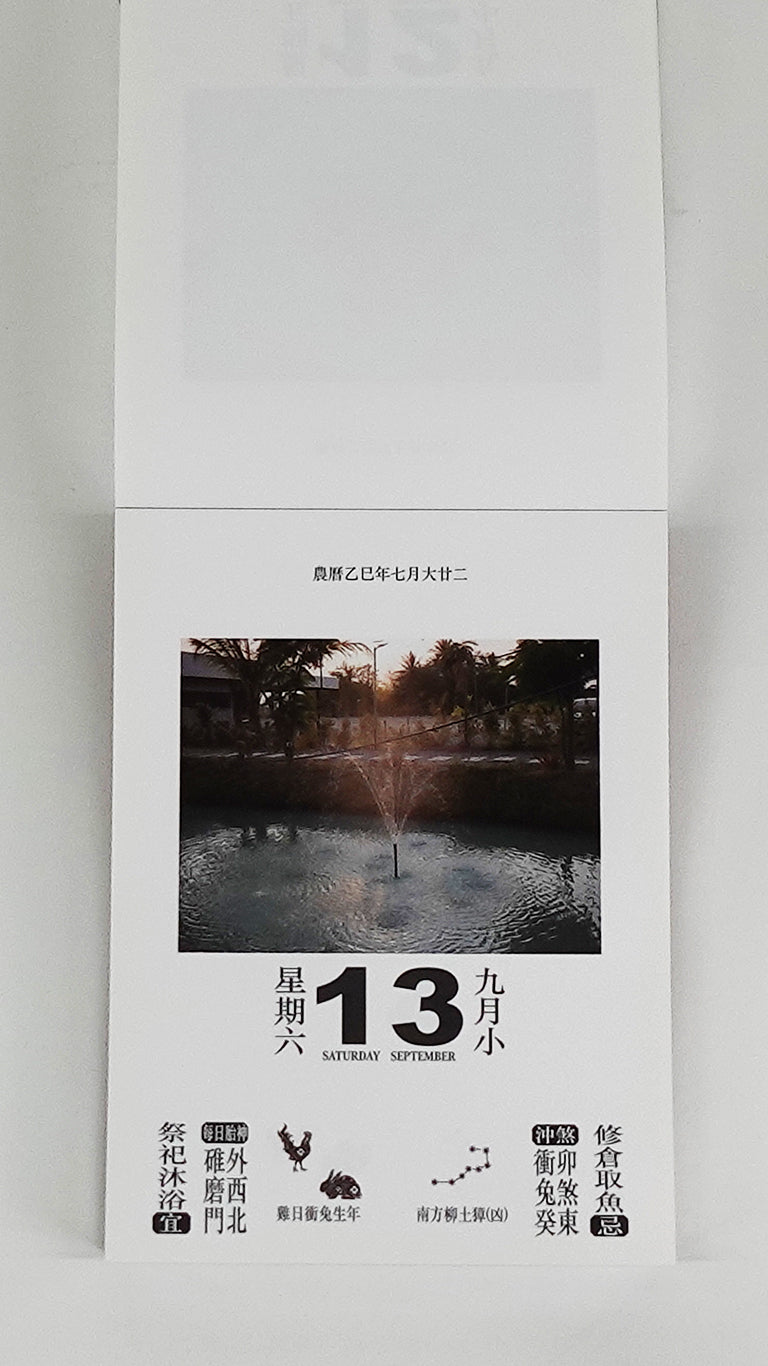 農曆乙巳年七月大廿二
星期六
13
九月小
SATURDAY SEPTEMBER
修倉取魚
忌
沖煞
卯煞東
衝兔癸
南方柳土獐(凶)
雞日衝兔生年
每日胎神
外西北
碓磨門
祭祀沐浴
宜